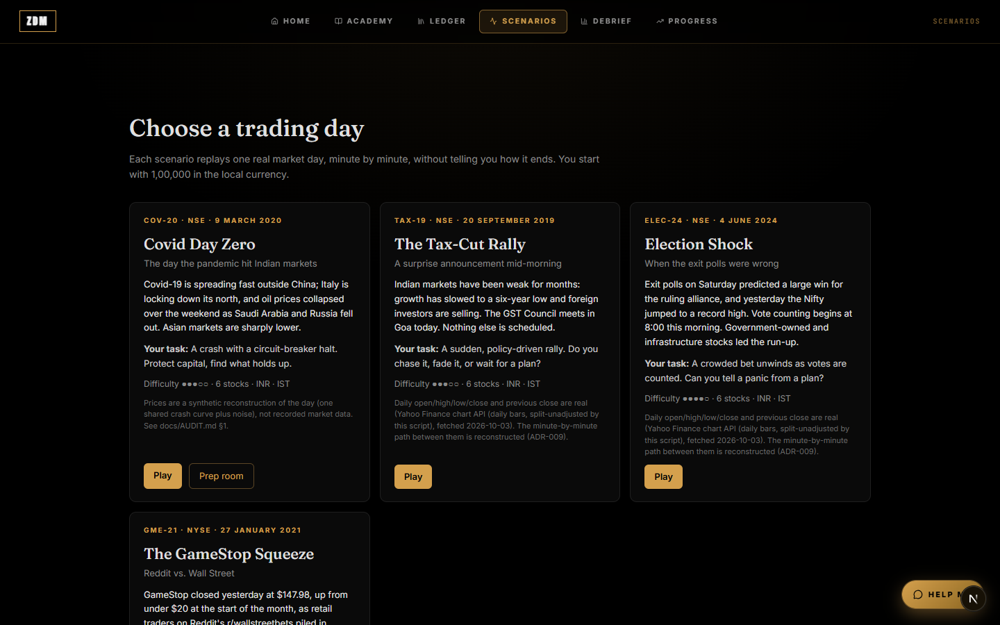 ZDM
HOME
ACADEMY
LEDGER
SCENARIOS
DEBRIEF
PROGRESS
SCENARIOS
Choose a trading day
Each scenario replays one real market day, minute by minute, without telling you how it ends. You start
with 1,00,000 in the local currency.
COV-20 · NSE · 9 MARCH 2020
Covid Day Zero
The day the pandemic hit Indian markets
Covid-19 is spreading fast outside China; Italy is
locking down its north, and oil prices collapsed
over the weekend as Saudi Arabia and Russia fell
out. Asian markets are sharply lower.
Your task: A crash with a circuit-breaker halt.
Protect capital, find what holds up.
Difficulty ●●●○○ · 6 stocks · INR · IST
Prices are a synthetic reconstruction of the day (one
shared crash curve plus noise), not recorded market data.
See docs/AUDIT.md §1.
Play
Prep room
TAX-19 · NSE · 20 SEPTEMBER 2019
The Tax-Cut Rally
A surprise announcement mid-morning
Indian markets have been weak for months:
growth has slowed to a six-year low and foreign
investors are selling. The GST Council meets in
Goa today. Nothing else is scheduled.
Your task: A sudden, policy-driven rally. Do you
chase it, fade it, or wait for a plan?
Difficulty ●●●○○ · 6 stocks · INR · IST
Daily open/high/low/close and previous close are real
(Yahoo Finance chart API (daily bars, split-unadjusted by
this script), fetched 2026-10-03). The minute-by-minute
path between them is reconstructed (ADR-009).
Play
ELEC-24 · NSE · 4 JUNE 2024
Election Shock
When the exit polls were wrong
Exit polls on Saturday predicted a large win for
the ruling alliance, and yesterday the Nifty
jumped to a record high. Vote counting begins at
8:00 this morning. Government-owned and
infrastructure stocks led the run-up.
Your task: A crowded bet unwinds as votes are
counted. Can you tell a panic from a plan?
Difficulty ●●●●○ · 6 stocks · INR · IST
Daily open/high/low/close and previous close are real
(Yahoo Finance chart API (daily bars, split-unadjusted by
this script), fetched 2026-10-03). The minute-by-minute
path between them is reconstructed (ADR-009).
Play
GME-21 · NYSE · 27 JANUARY 2021
The GameStop Squeeze
Reddit vs. Wall Street
GameStop closed yesterday at $147.98, up from
under $20 at the start of the month, as retail
traders on Reddit's r/wallstreetbets piled in
HELP
N